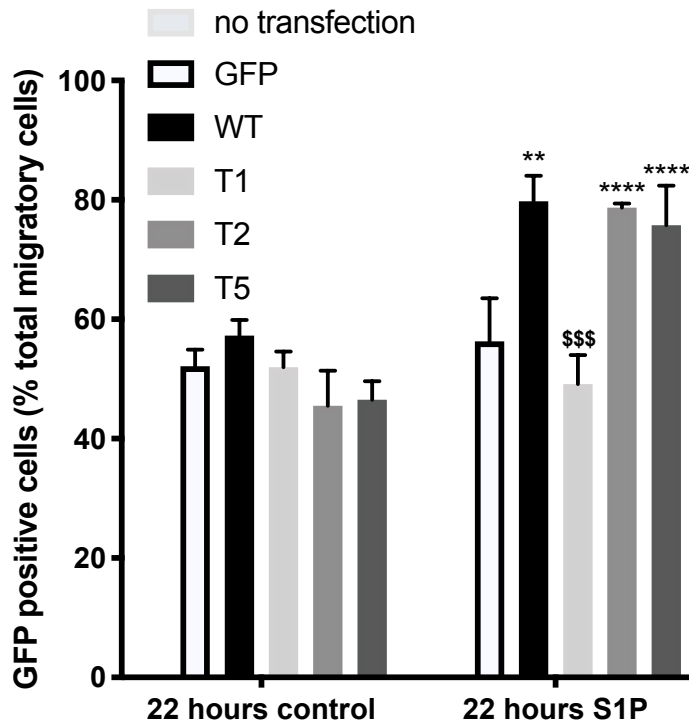 no transfection
GFP
WT
T1
T2
T5
GFP positive cells (% total migratory cells)
100
80
60
40
20
0
**
$$$
****
****
22 hours control
22 hours S1P